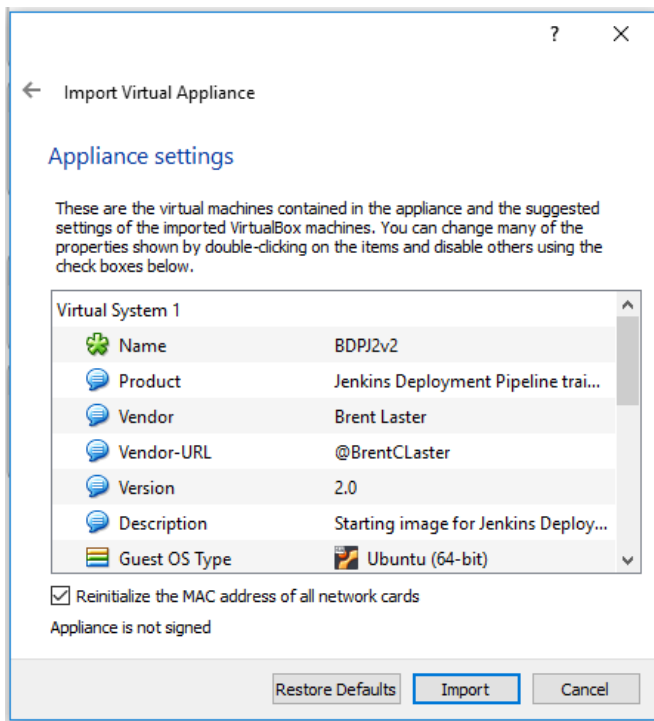 ?
Import Virtual Appliance
Appliance settings
These are the virtual machines contained in the appliance and the suggested
settings of the imported VirtualBox machines. You can change many of the
properties shown by double-clicking on the items and disable others using the
check boxes below.
Virtual System 1
Name BDPJ2v2
Product Jenkins Deployment Pipeline trai...
Vendor Brent Laster
Vendor-URL @BrentCLaster
Version 2.0
Description Starting image for Jenkins Deploy...
Guest OS Type Ubuntu (64-bit)
Reinitialize the MAC address of all network cards
Appliance is not signed
Restore Defaults Import Cancel